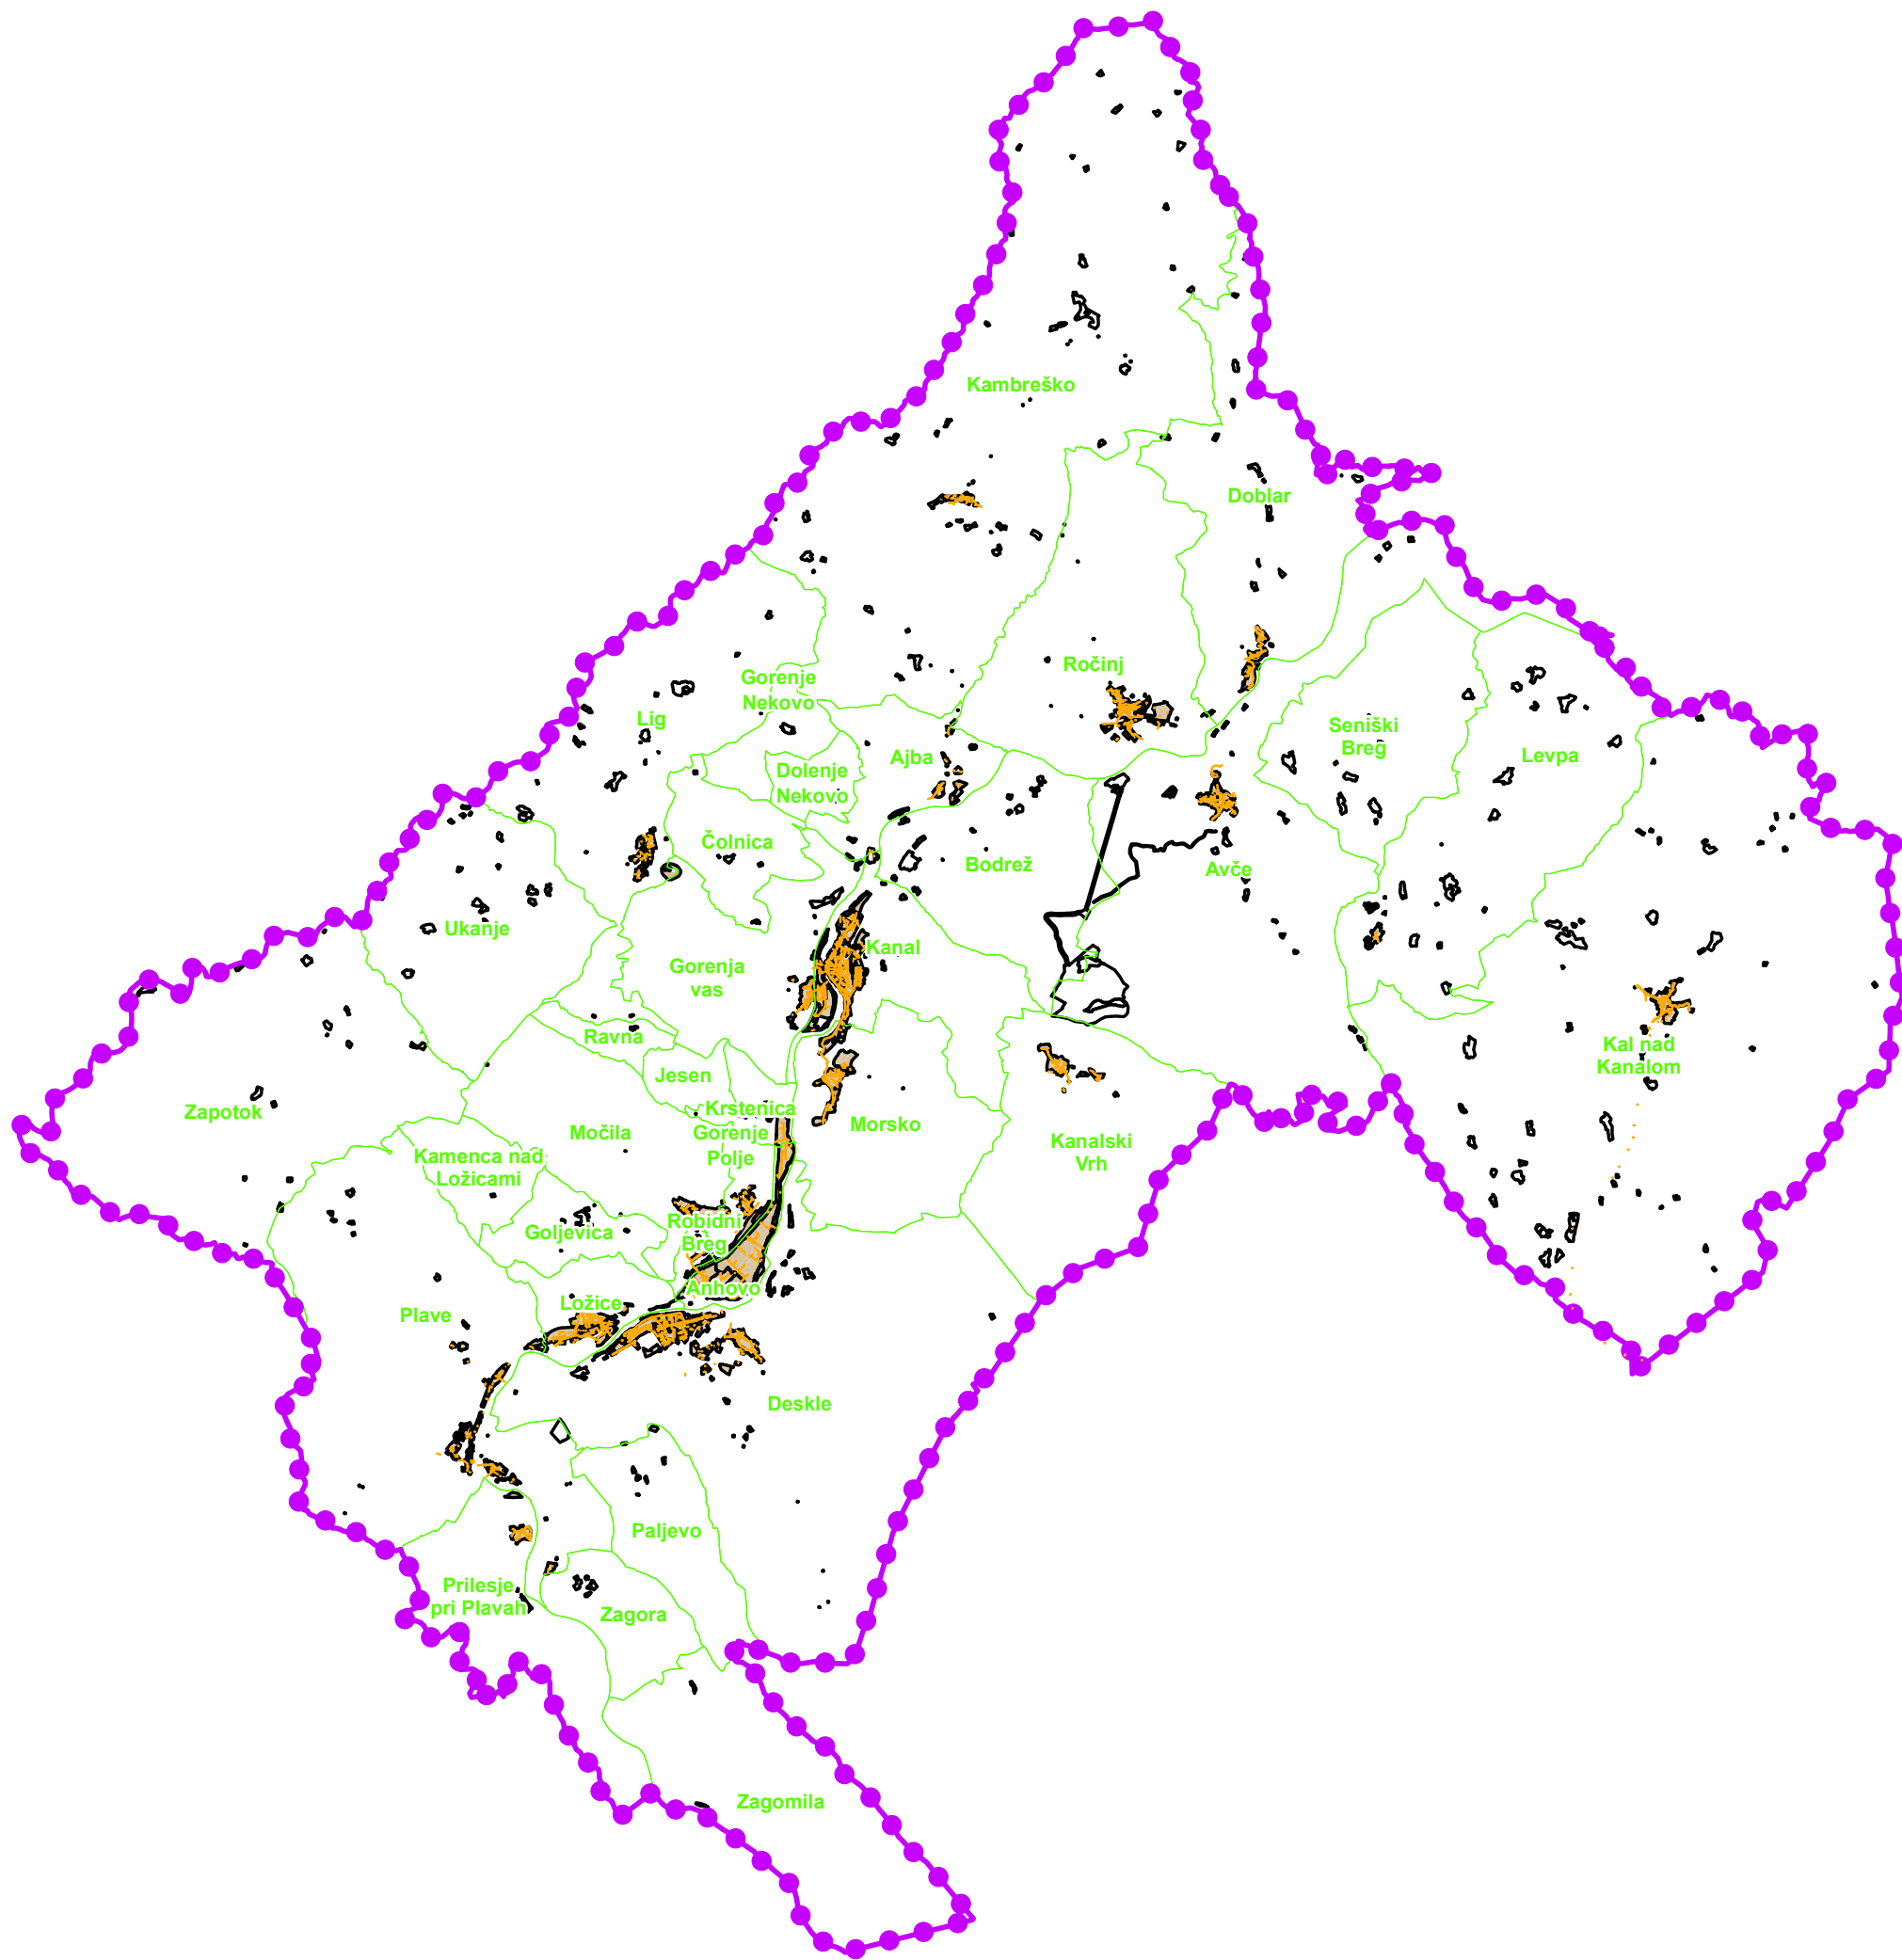 Kambreško
Doblar
Ročinj
Gorenje
Nekovo
Lig
Seniški
Breg
Levpa
Ajba
Dolenje
Nekovo
Čolnica
Bodrež
Avče
Ukanje
Kanal
Gorenja
vas
Ravna
Kal nad
Kanalom
Jesen
Zapotok
Krstenica
Morsko
Močila
Gorenje
Polje
Kanalski
Vrh
Kamenca nad
Ložicami
Robidni
Breg
Goljevica
Anhovo
Ložice
Plave
Deskle
Paljevo
Prilesje
pri Plavah
Zagora
Zagomila